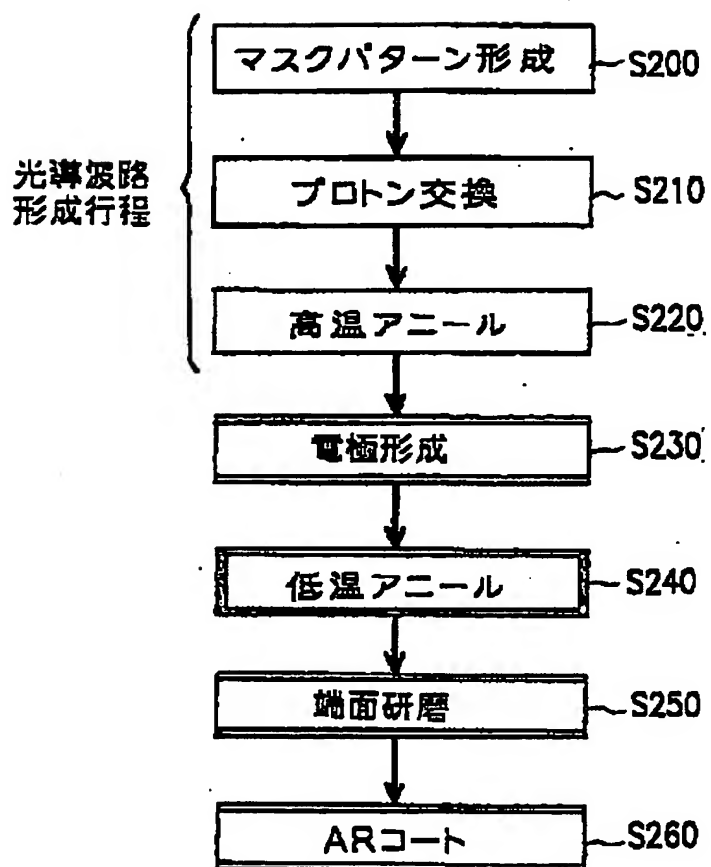 マスクパターン形成
S200
光導波路
形成行程
プロトン交換
S210
高温アニール
S220
電極形成
S230
低温アニール
S240
端面研磨
S250
ARコート
S260